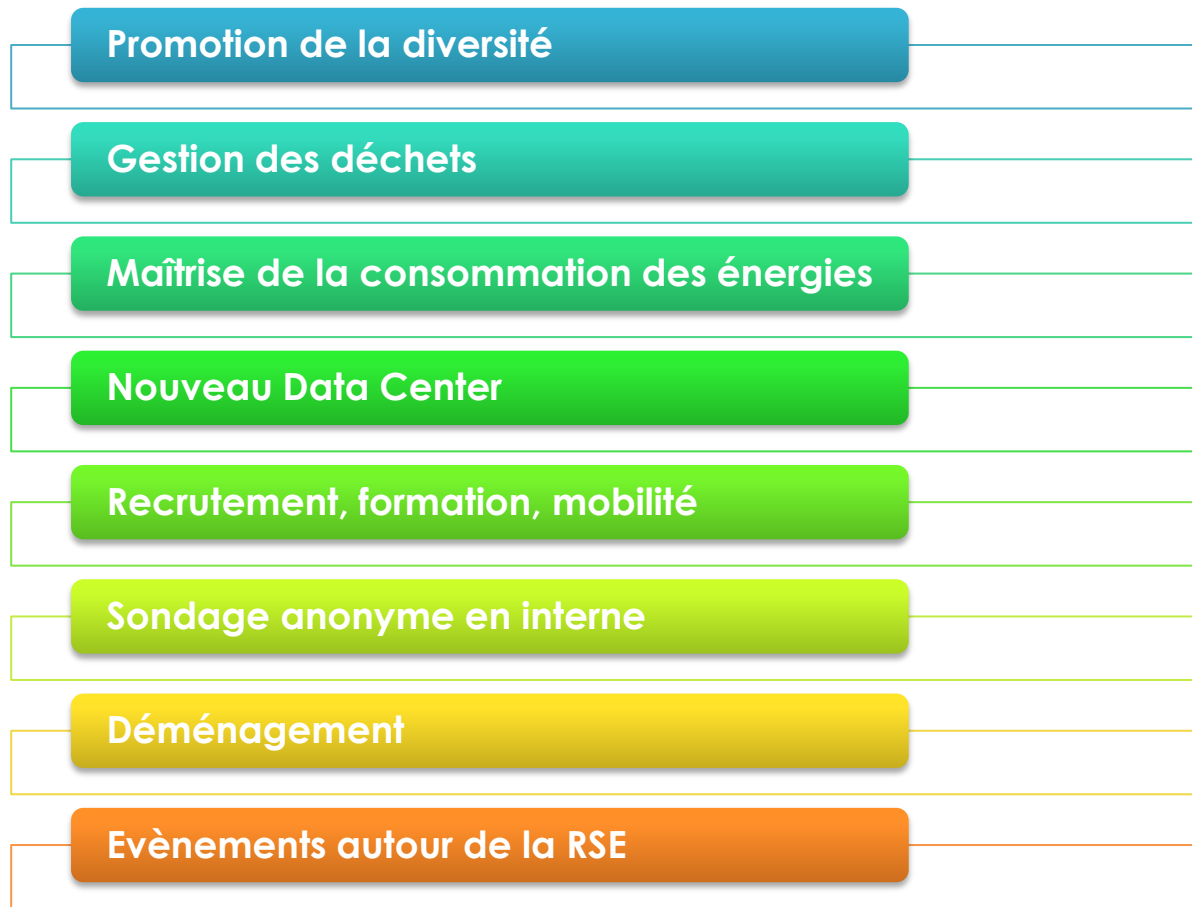 Promotion de la diversité
Gestion des déchets
Maîtrise de la consommation des énergies
Nouveau Data Center
Recrutement, formation, mobilité
Sondage anonyme en interne
Déménagement
Evènements autour de la RSE